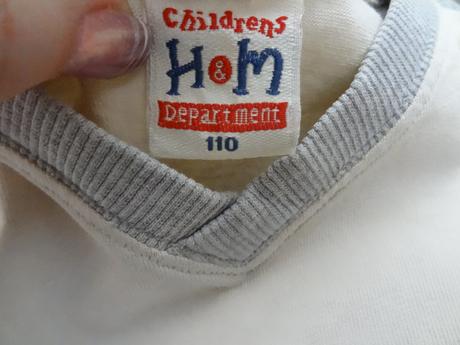 Childrens
H&M
Department
110